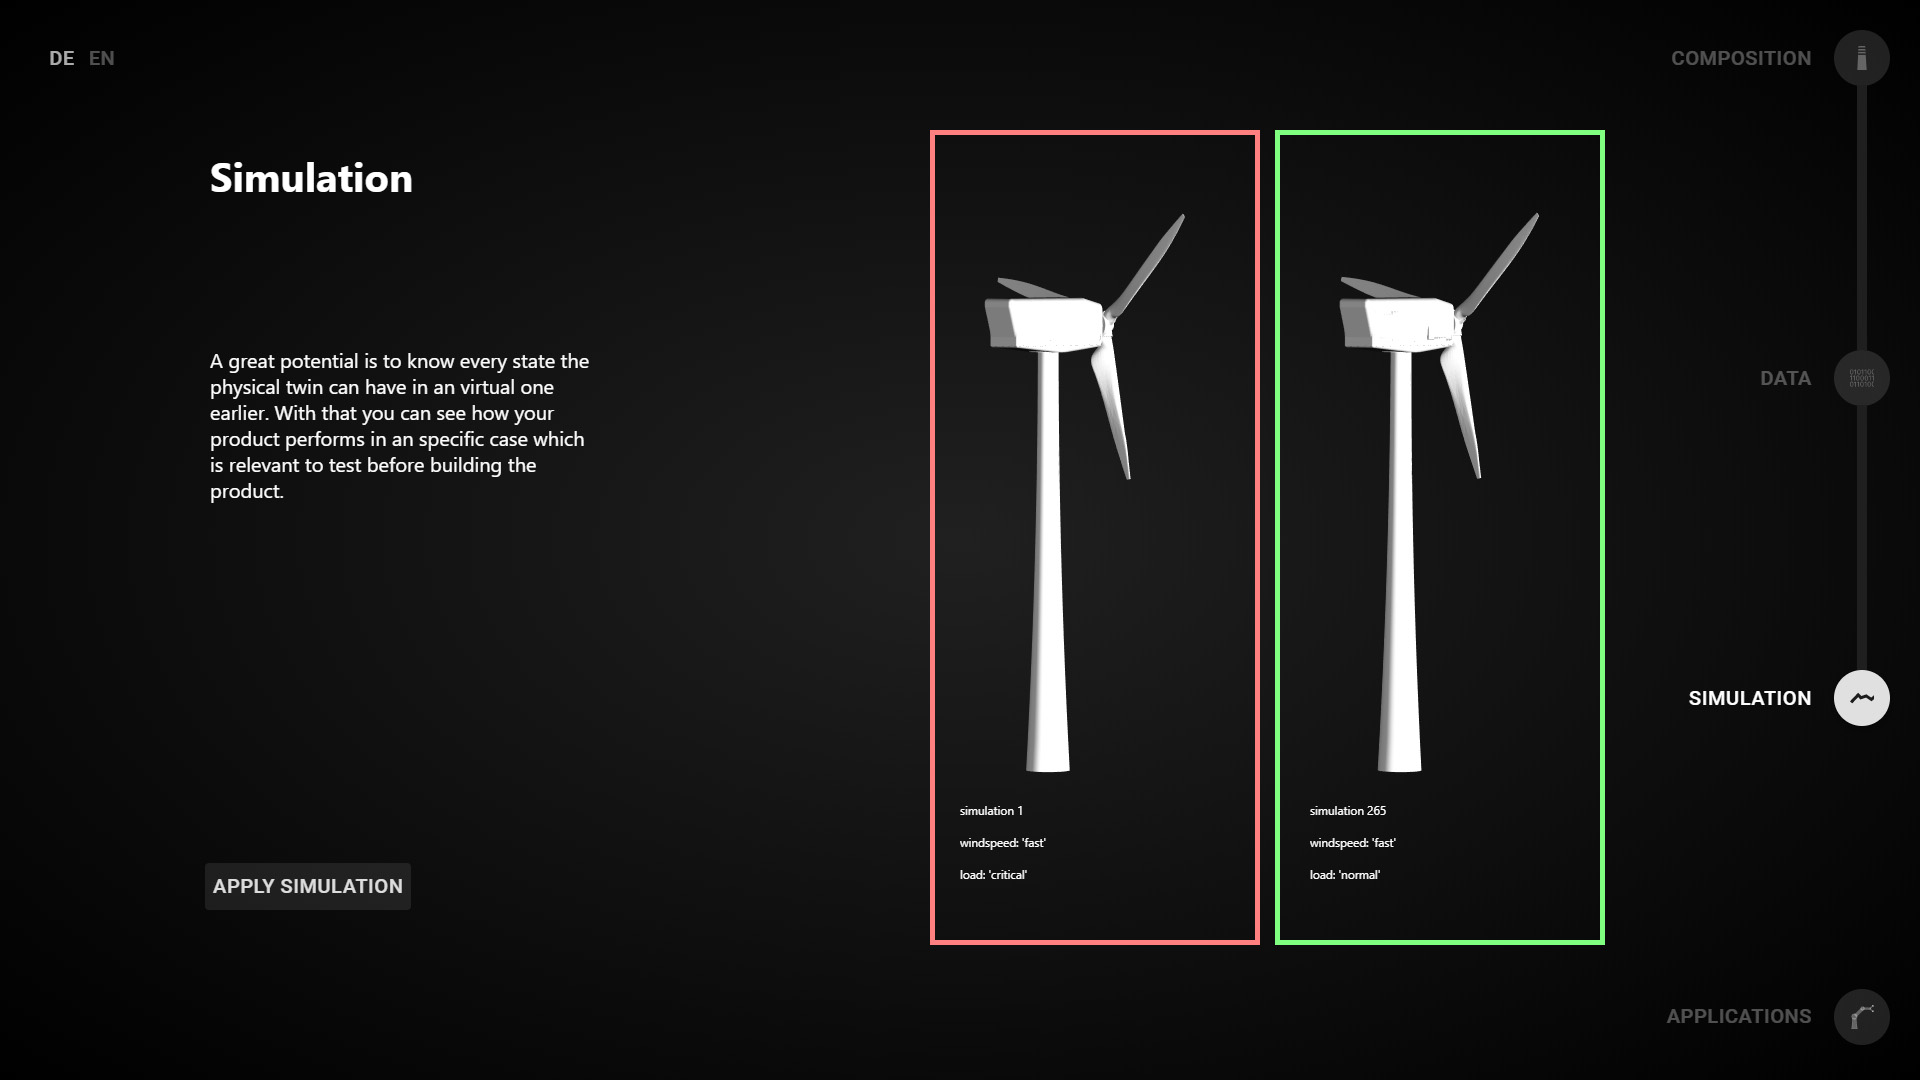 DE EN
COMPOSITION
Simulation
A great potential is to know every state the
physical twin can have in an virtual one
earlier. With that you can see how your
product performs in an specific case which
is relevant to test before building the
product.
DATA
SIMULATION
simulation 1
windspeed: 'fast'
load: 'critical'
simulation 265
windspeed: 'fast'
load: 'normal'
APPLY SIMULATION
APPLICATIONS